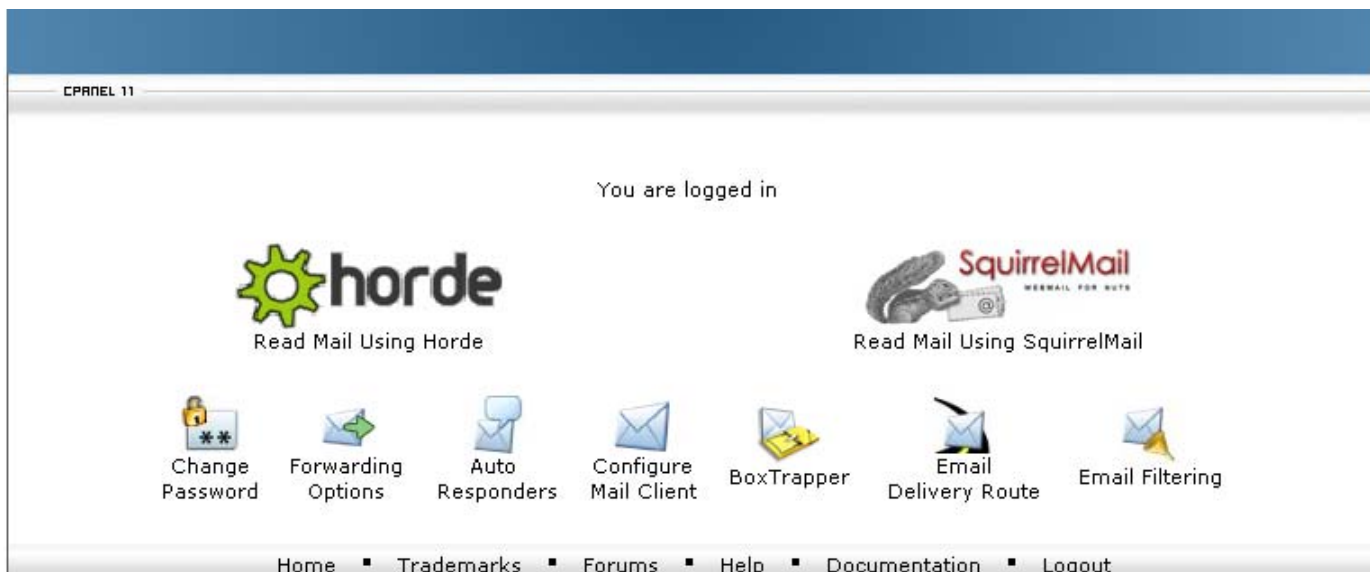 CPANEL 11
You are logged in
horde
SquirrelMail
WEBMAIL FOR NUTS
Read Mail Using Horde
Read Mail Using SquirrelMail
**
Change Password
Forwarding Options
Auto Responders
Configure Mail Client
BoxTrapper
Email Delivery Route
Email Filtering
Home ▪ Trademarks ▪ Forums ▪ Help ▪ Documentation ▪ Logout